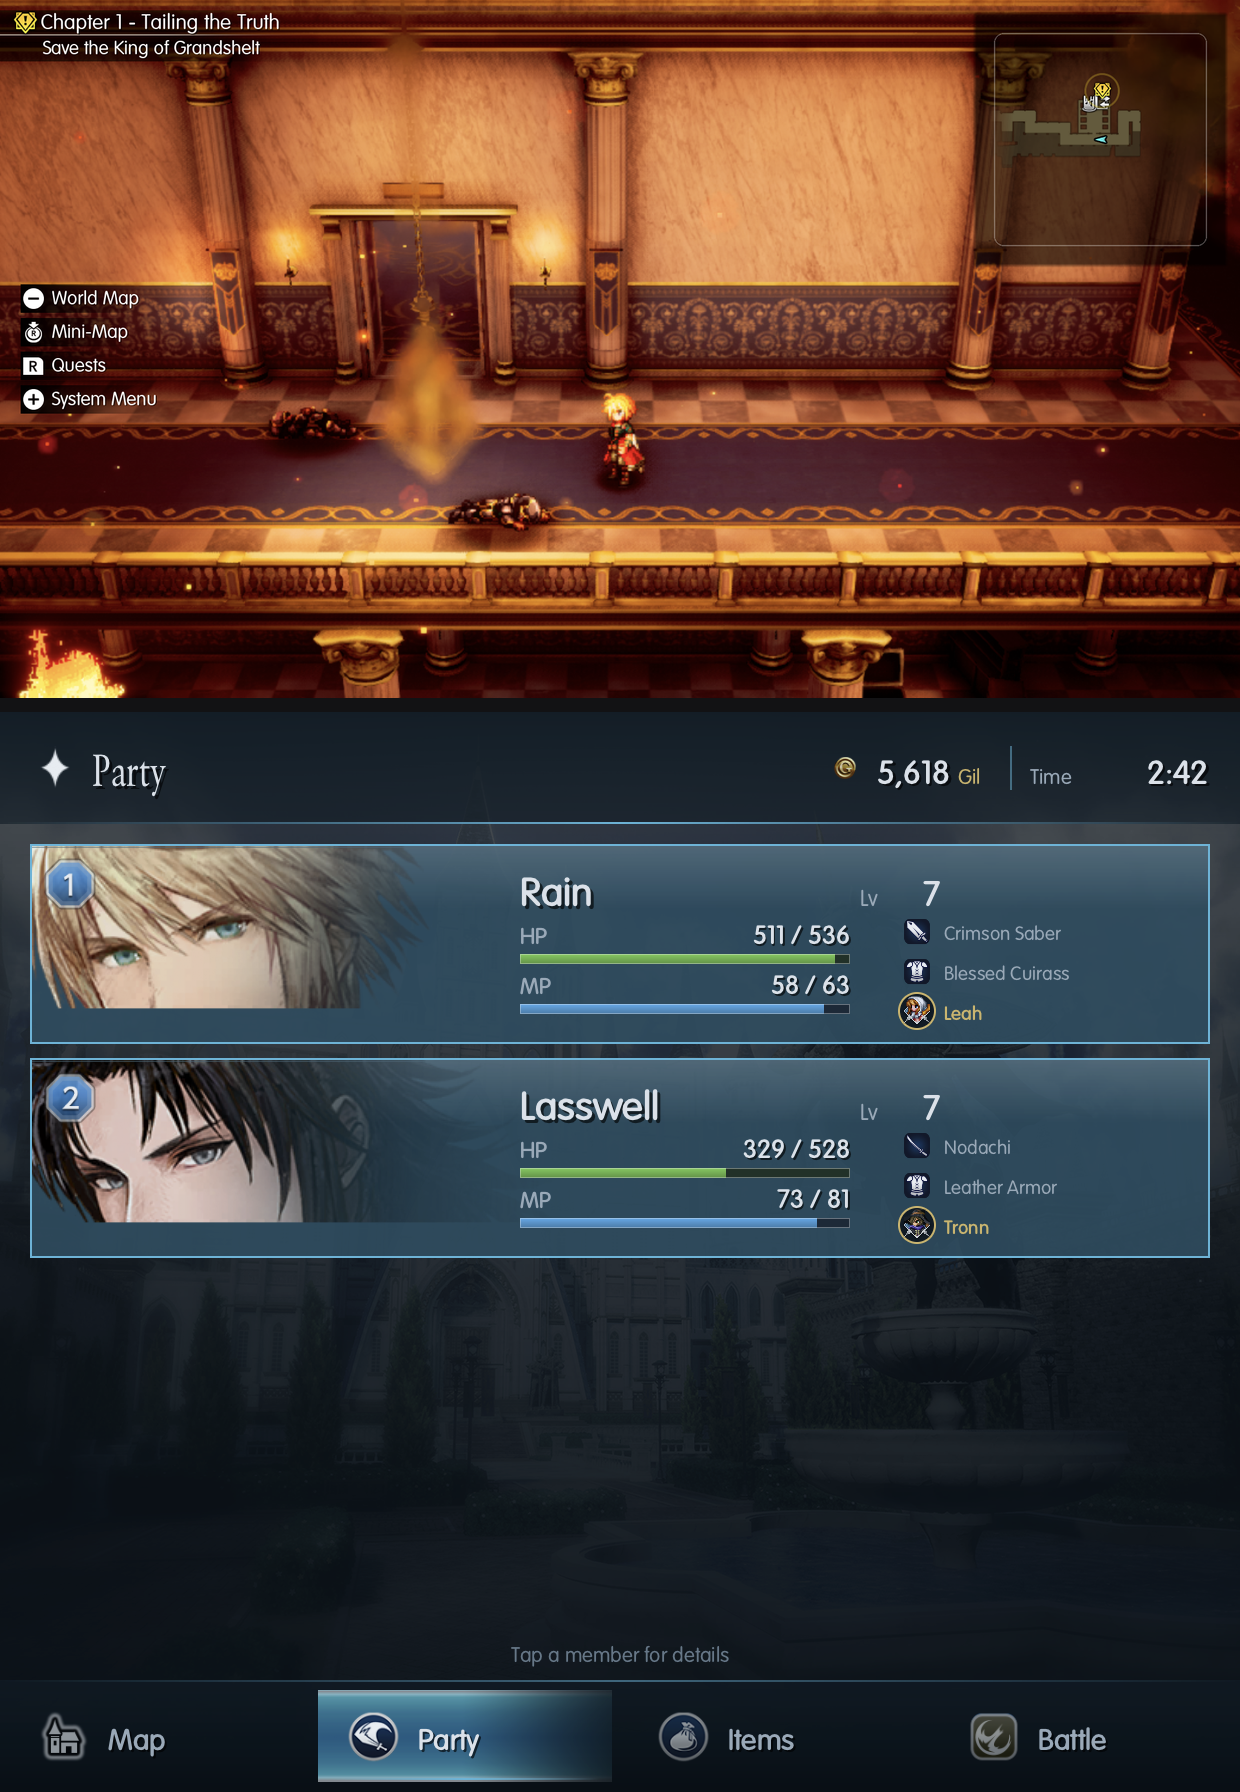 Chapter 1 - Tailing the Truth
Save the King of Grandshelt
World Map
Mini-Map
R Quests
System Menu
Party
5,618 Gil
Time 2:42
1
Rain
Lv 7
HP 511 / 536
MP 58 / 63
Crimson Saber
Blessed Cuirass
Leah
2
Lasswell
Lv 7
HP 329 / 528
MP 73 / 81
Nodachi
Leather Armor
Tronn
Tap a member for details
Map
Party
Items
Battle